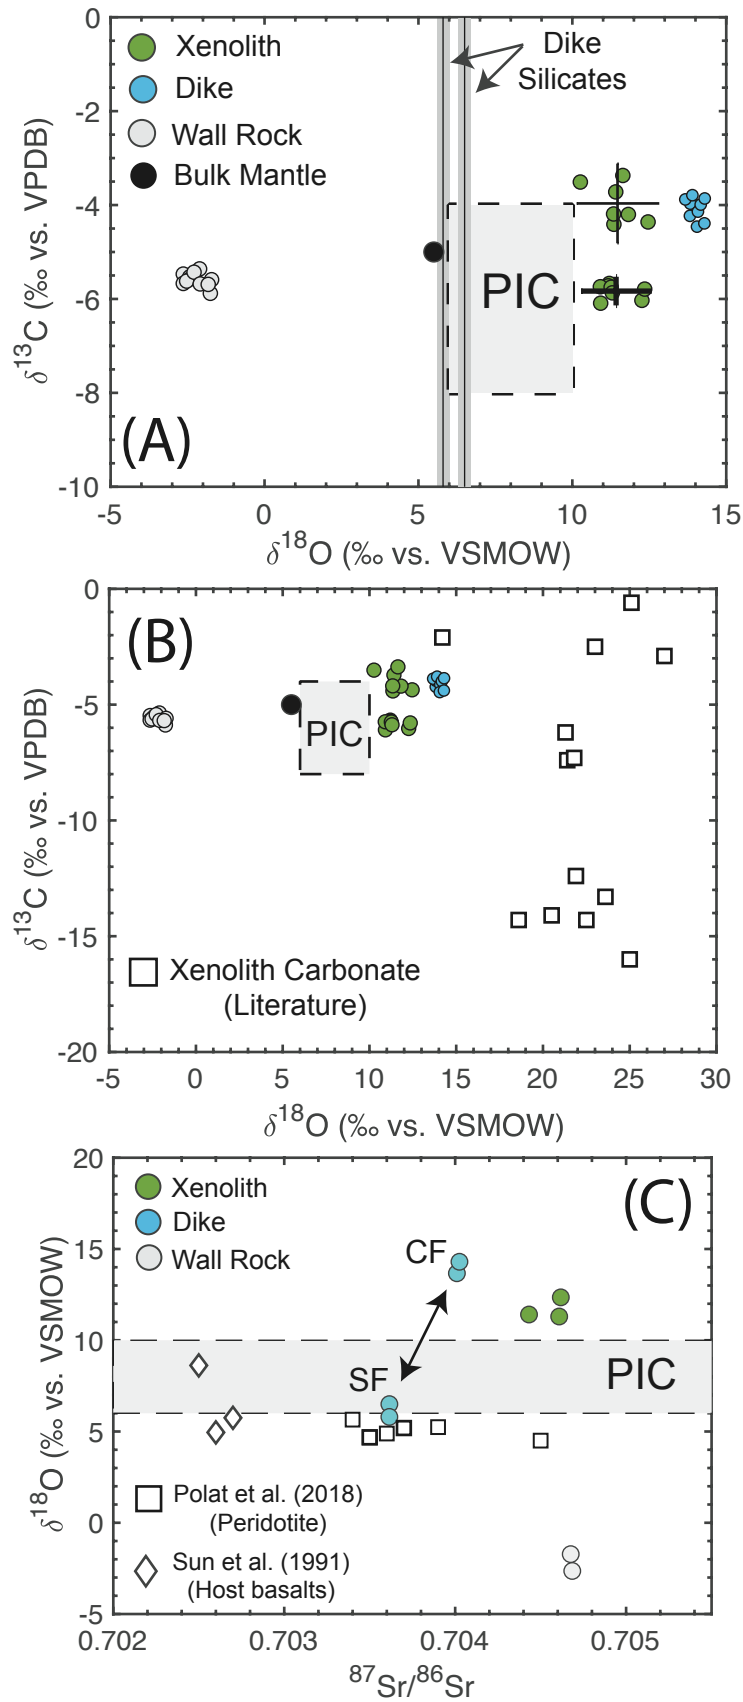 0
-2
-4
-6
-8
-10
δ¹³C (‰ vs. VPDB)
Xenolith
Dike
Wall Rock
Bulk Mantle
Dike
Silicates
PIC
(A)
-5
0
5
10
15
δ¹⁸O (‰ vs. VSMOW)
0
-5
-10
-15
-20
δ¹³C (‰ vs. VPDB)
(B)
PIC
Xenolith Carbonate
(Literature)
-5
0
5
10
15
20
25
30
δ¹⁸O (‰ vs. VSMOW)
20
15
10
5
0
-5
δ¹⁸O (‰ vs. VSMOW)
Xenolith
Dike
Wall Rock
(C)
CF
SF
PIC
Polat et al. (2018)
(Peridotite)
Sun et al. (1991)
(Host basalts)
0.702
0.703
0.704
0.705
⁸⁷Sr/⁸⁶Sr